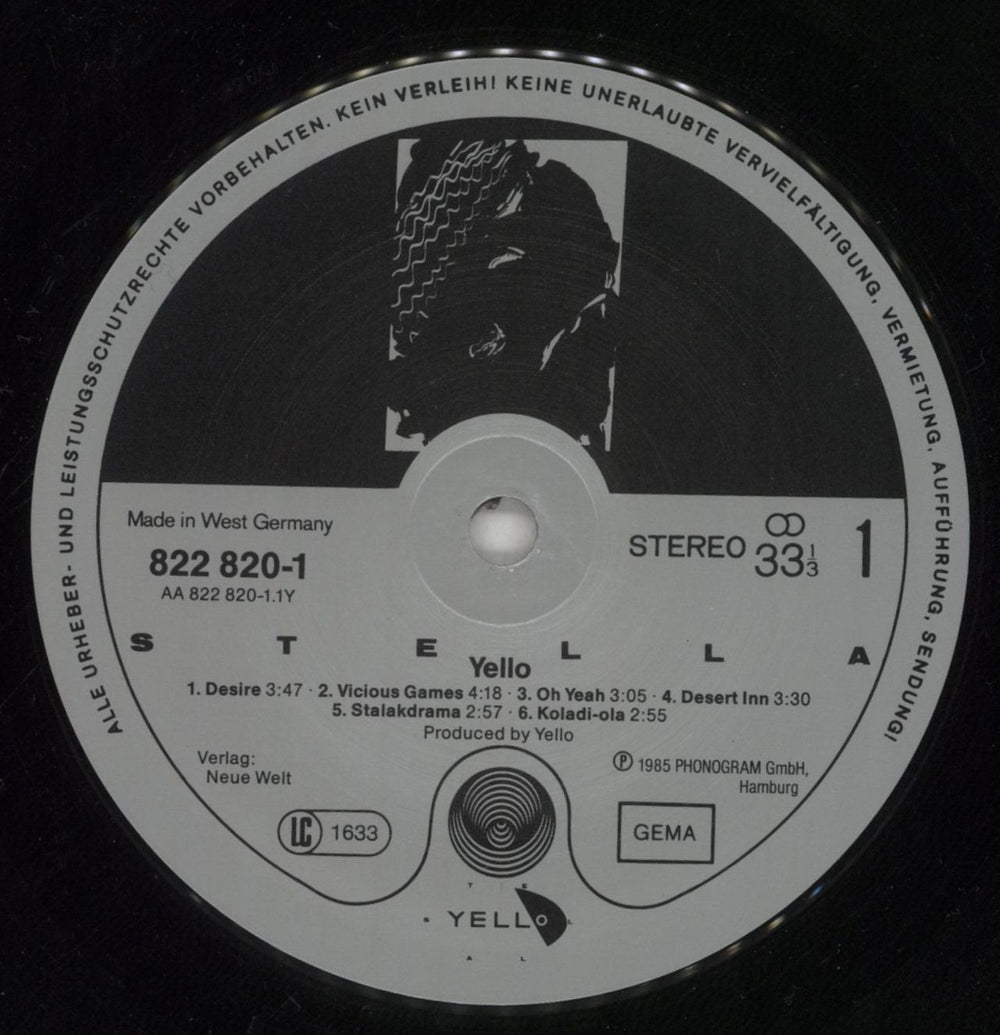 ALLE URHEBER- UND LEISTUNGSSCHUTZRECHTE VORBEHALTEN. KEIN VERLEIH! KEINE UNERLAUBTE VERVIELFÄLTIGUNG, VERMIETUNG, AUFFÜHRUNG, SENDUNG!
Made in West Germany
822 820-1
AA 822 820-1.1Y
STEREO 33⅓
1
S T E L L A
Yello
1. Desire 3:47 · 2. Vicious Games 4:18 · 3. Oh Yeah 3:05 · 4. Desert Inn 3:30
5. Stalakdrama 2:57 · 6. Koladi-ola 2:55
Produced by Yello
Verlag:
Neue Welt
Ⓟ 1985 PHONOGRAM GmbH,
Hamburg
LC 1633
GEMA
T E
S YELLO L
A L